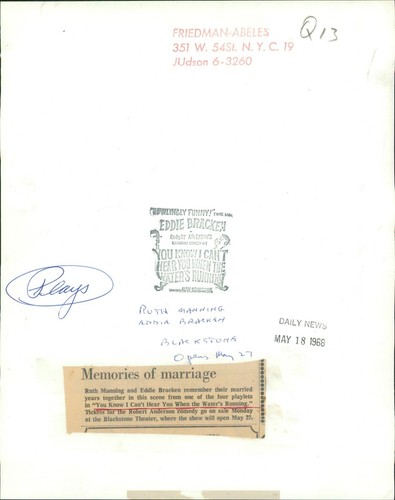 FRIEDMAN-ABELES
351 W. 54St. N.Y.C. 19
JUdson 6-3260
Q13
"HOWLINGLY FUNNY!"
EDDIE BRACKEN
ROBERT ANDERSON'S
YOU KNOW I CAN'T
HEAR YOU WHEN THE
WATER'S RUNNING
Plays
RUTH MANNING
EDDIE BRACKEN
BLACKSTONE
Opens May 27
DAILY NEWS
MAY 18 1968
Memories of marriage
Ruth Manning and Eddie Bracken remember their married
years together in this scene from one of the four playlets
in "You Know I Can't Hear You When the Water's Running."
Tickets for the Robert Anderson comedy go on sale Monday
at the Blackstone Theater, where the show will open May 27.